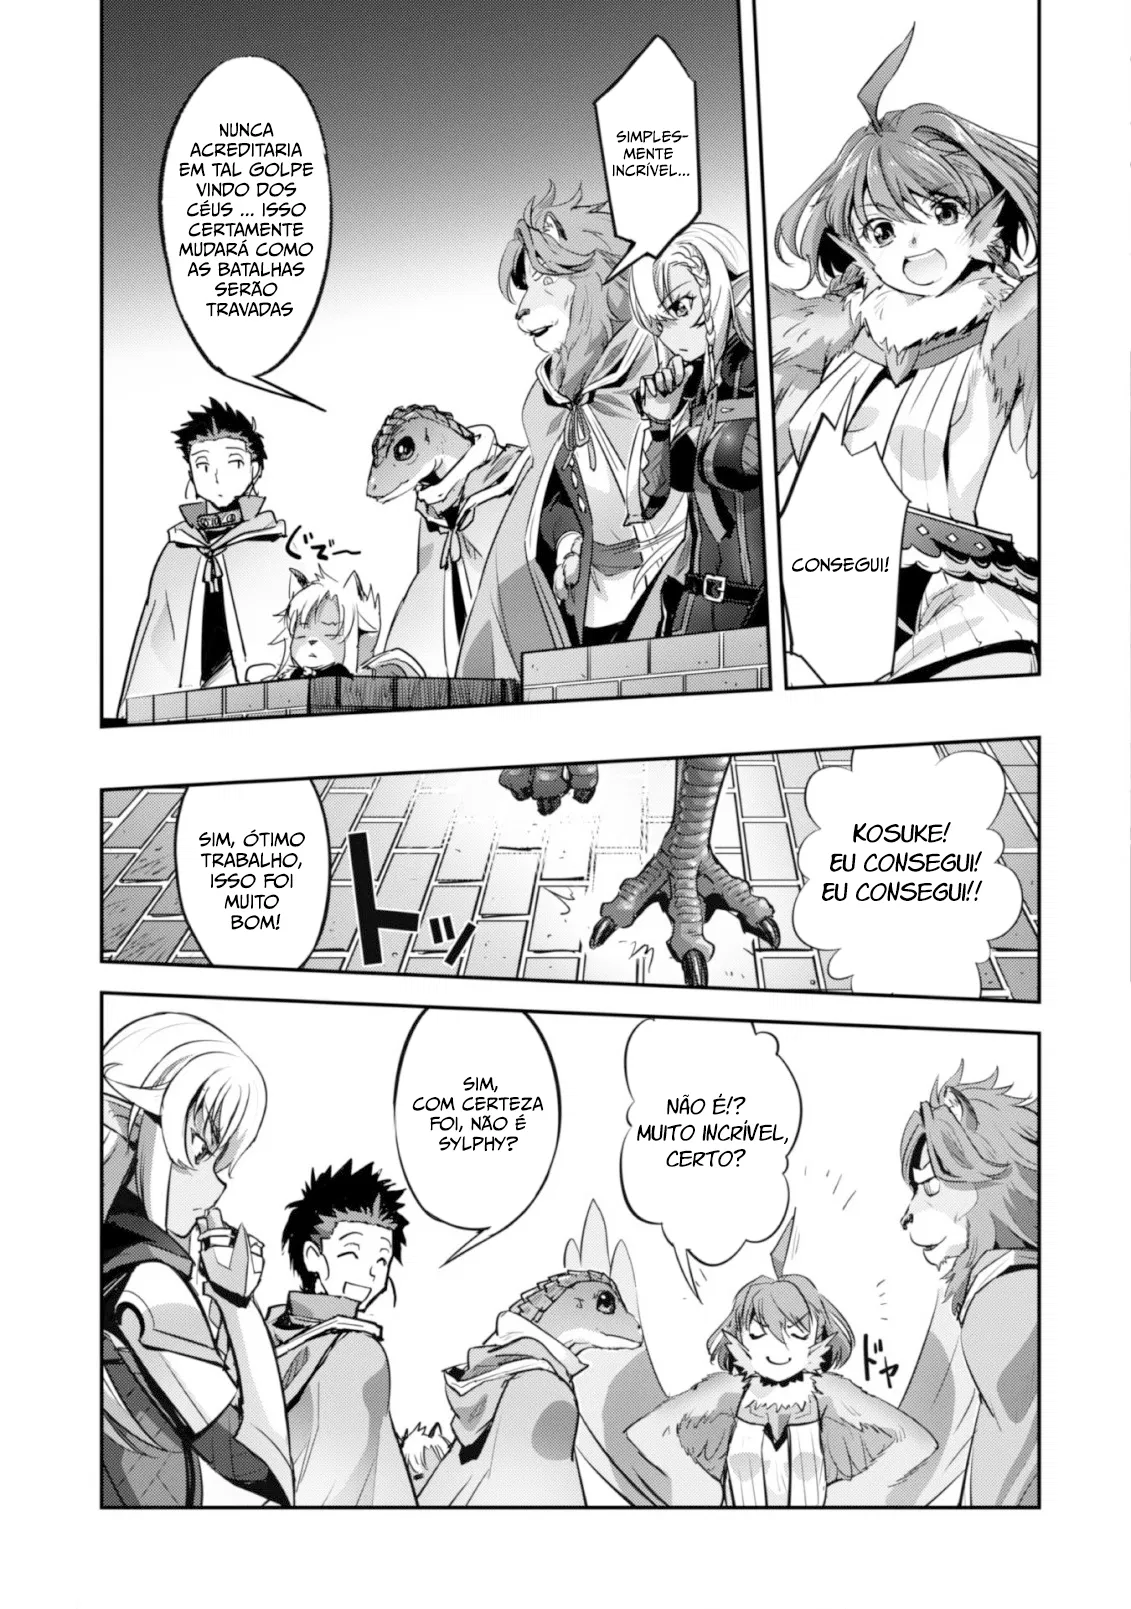 CONSEGUI!
SIMPLES-
MENTE
INCRÍVEL...
NUNCA
ACREDITARIA
EM TAL GOLPE
VINDO DOS
CÉUS ... ISSO
CERTAMENTE
MUDARÁ COMO
AS BATALHAS
SERÃO
TRAVADAS
ぐで〜
KOSUKE!
EU CONSEGUI!
EU CONSEGUI!!
ドッ
SIM, ÓTIMO
TRABALHO,
ISSO FOI
MUITO
BOM!
NÃO É!?
MUITO INCRÍVEL,
CERTO?
ドヤ
SIM,
COM CERTEZA
FOI, NÃO É
SYLPHY?